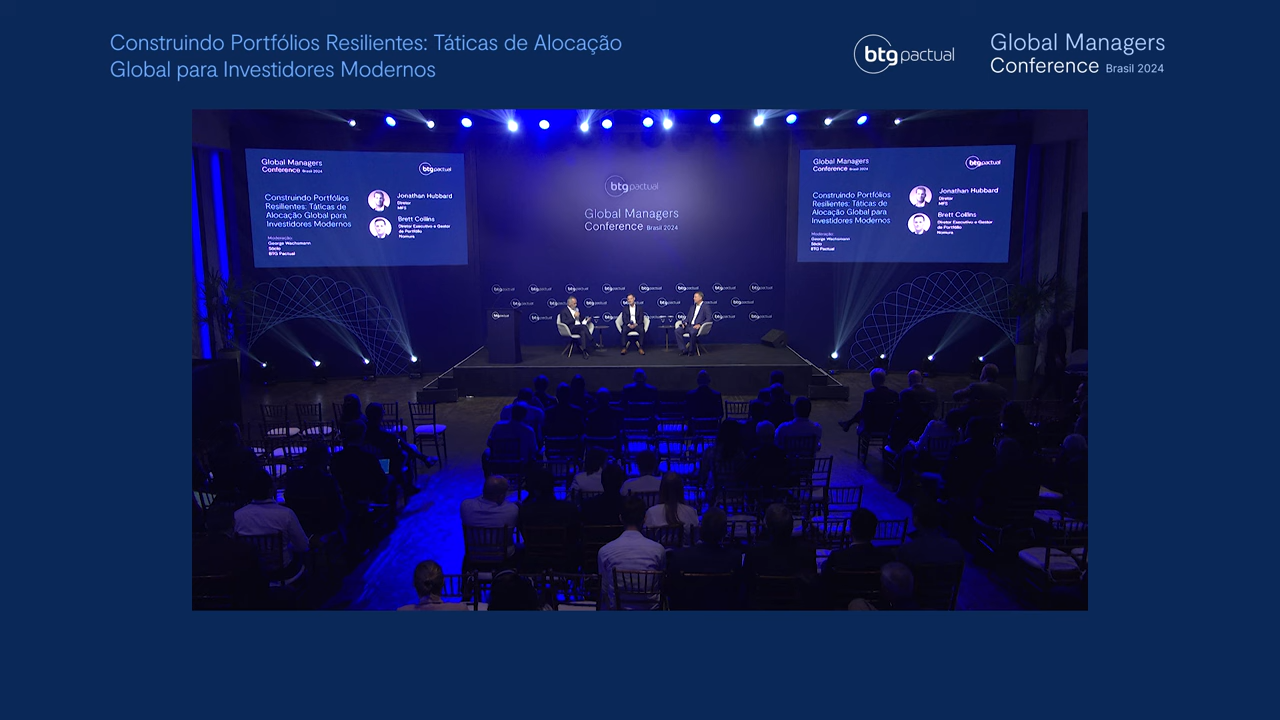 Construindo Portfólios Resilientes: Táticas de Alocação
Global para Investidores Modernos
btg pactual
Global Managers
Conference Brasil 2024
Global Managers
Conference Brasil 2024
btg pactual
Construindo Portfólios
Resilientes: Táticas de
Alocação Global para
Investidores Modernos
Jonathan Hubbard
Diretor
MFS
Brett Collins
Diretor Executivo e Gestor
de Portfólio
Nomura
Moderação:
George Wachsmann
Sócio
BTG Pactual
btg pactual
Global Managers
Conference Brasil 2024
Global Managers
Conference Brasil 2024
btg pactual
Construindo Portfólios
Resilientes: Táticas de
Alocação Global para
Investidores Modernos
Jonathan Hubbard
Diretor
MFS
Brett Collins
Diretor Executivo e Gestor
de Portfólio
Nomura
Moderação:
George Wachsmann
Sócio
BTG Pactual